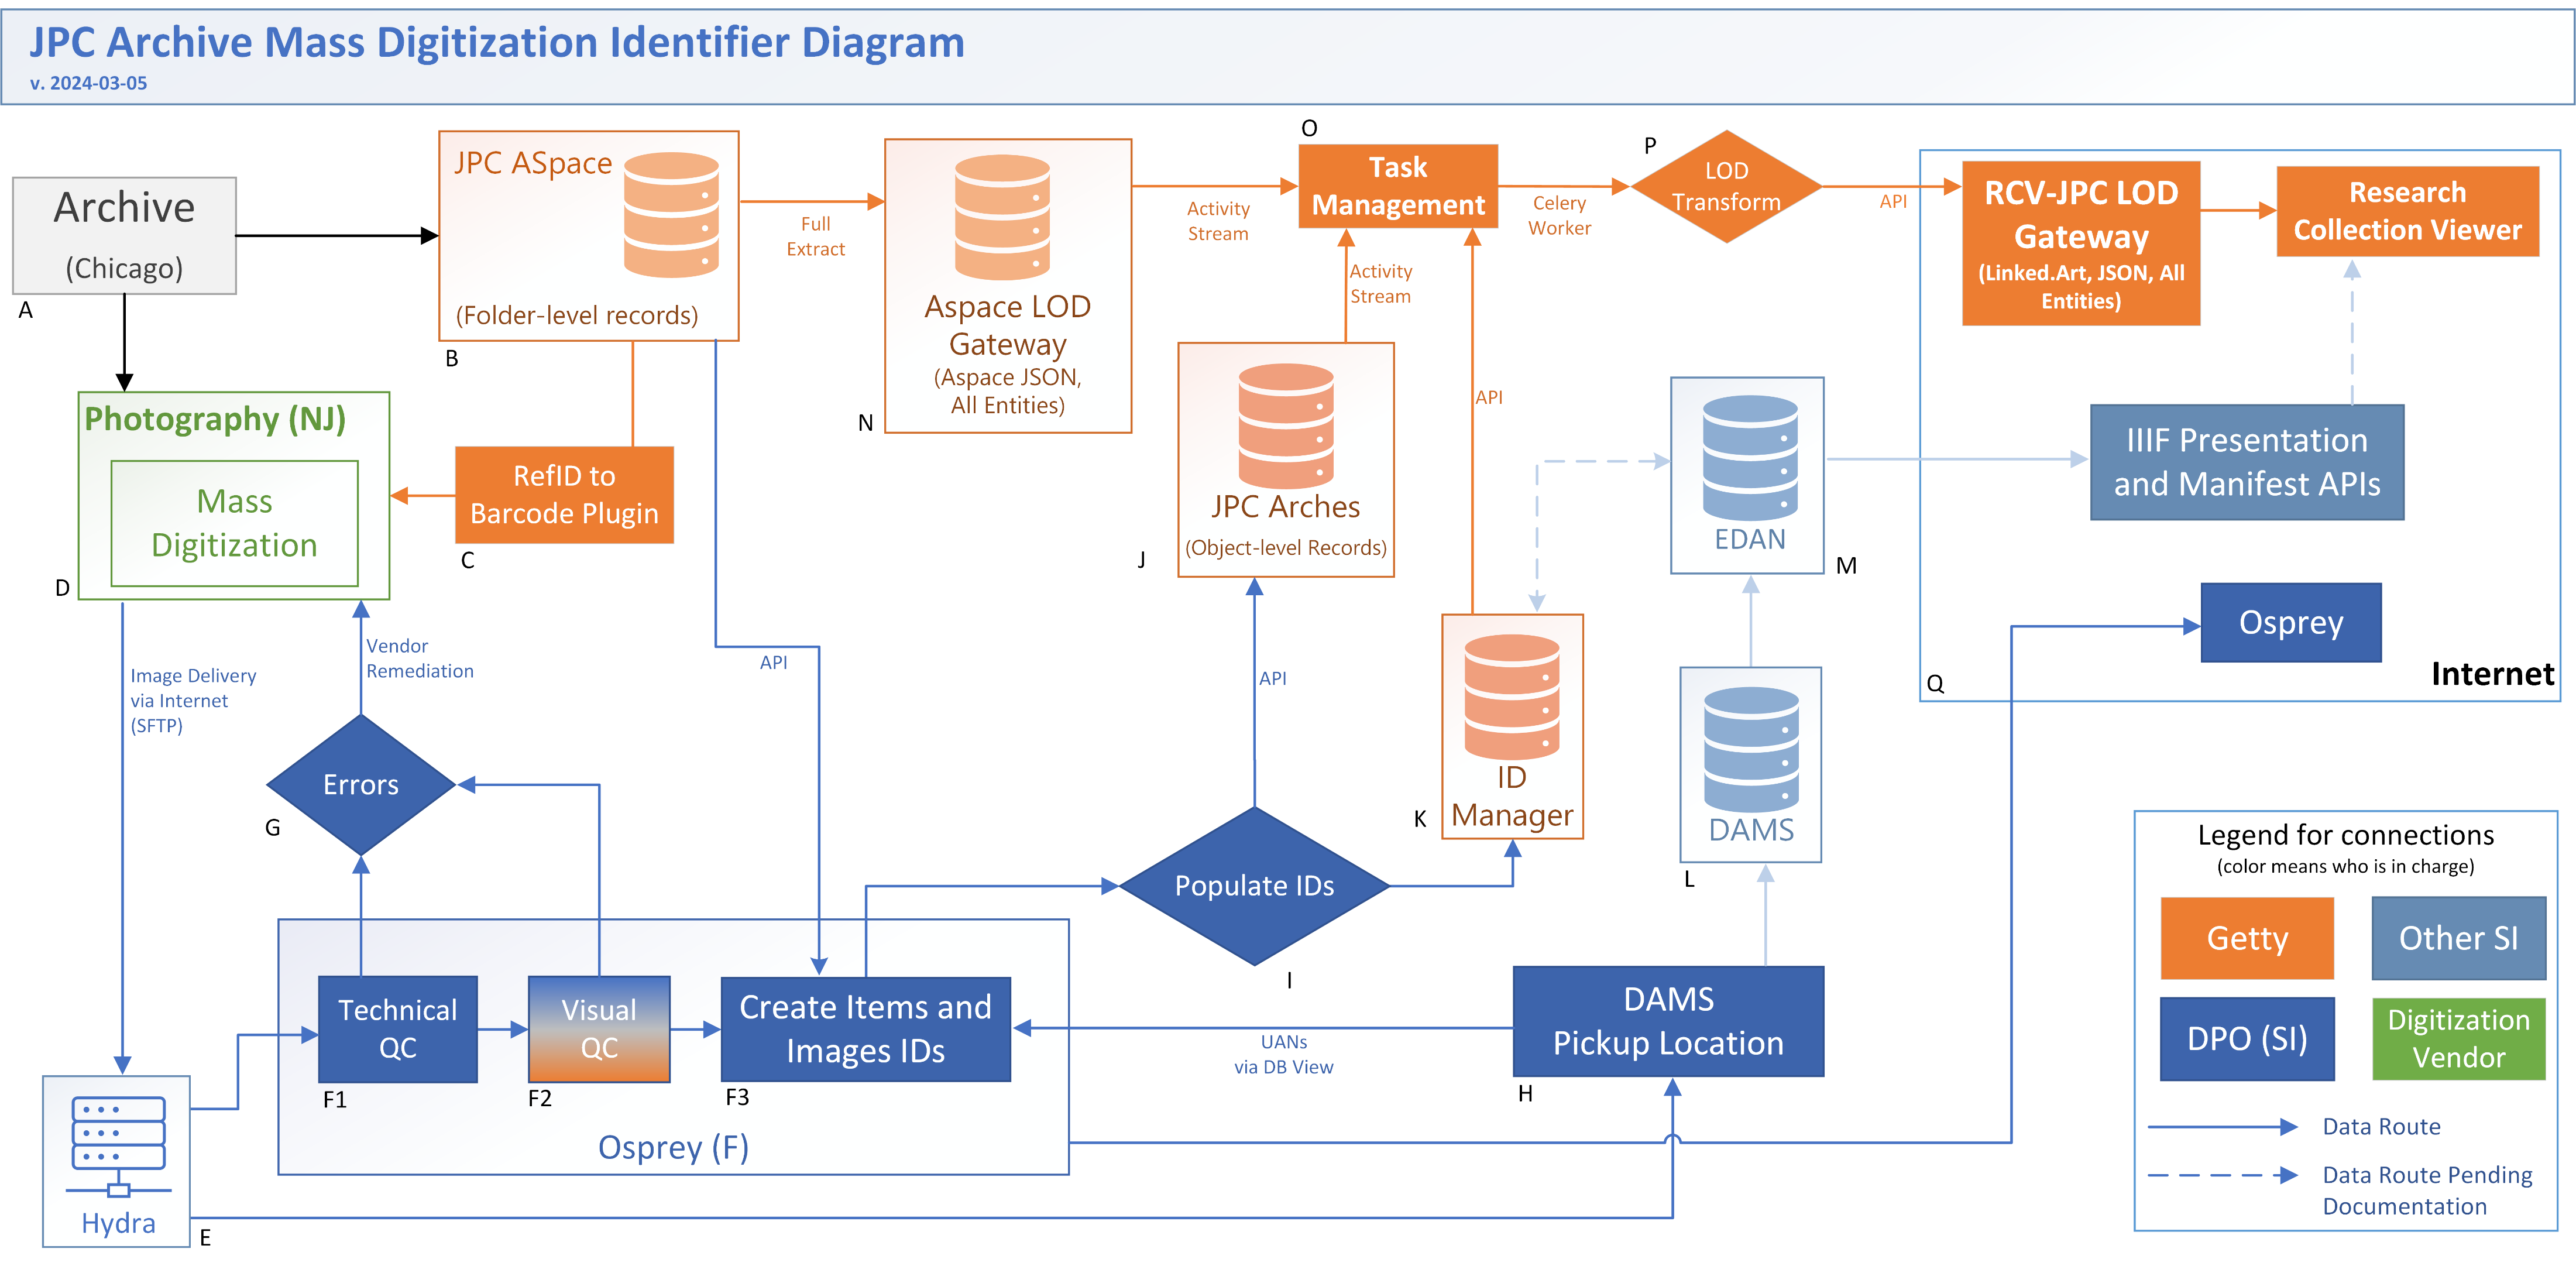 JPC Archive Mass Digitization Identifier Diagram
v. 2024-03-05
Archive
(Chicago)
A
JPC ASpace
(Folder-level records)
B
Full
Extract
Aspace LOD
Gateway
(Aspace JSON,
All Entities)
N
Activity
Stream
O
Task
Management
Celery
Worker
P
LOD
Transform
API
RCV-JPC LOD
Gateway
(Linked.Art, JSON, All
Entities)
Research
Collection Viewer
Photography (NJ)
Mass
Digitization
D
RefID to
Barcode Plugin
C
Activity
Stream
JPC Arches
(Object-level Records)
J
API
EDAN
M
IIIF Presentation
and Manifest APIs
Osprey
Internet
Q
Image Delivery
via Internet
(SFTP)
Vendor
Remediation
API
API
ID
Manager
K
DAMS
L
Errors
G
Populate IDs
I
Technical
QC
F1
Visual
QC
F2
Create Items and
Images IDs
F3
Osprey (F)
UANs
via DB View
DAMS
Pickup Location
H
Hydra
E
Legend for connections
(color means who is in charge)
Getty
Other SI
DPO (SI)
Digitization
Vendor
Data Route
Data Route Pending
Documentation